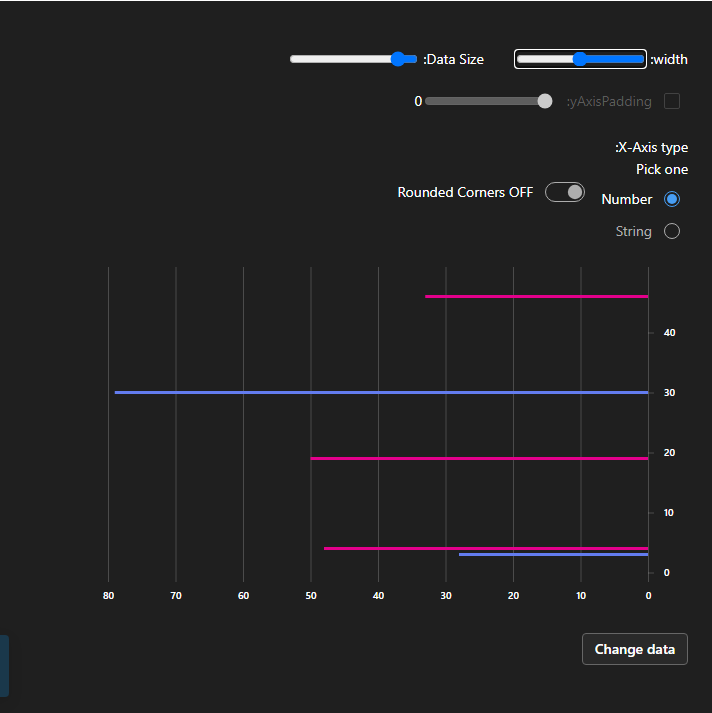 :width
:Data Size
:yAxisPadding
0
:X-Axis type
Pick one
Number
Rounded Corners OFF
String
40
30
20
10
0
80 70 60 50 40 30 20 10 0
Change data